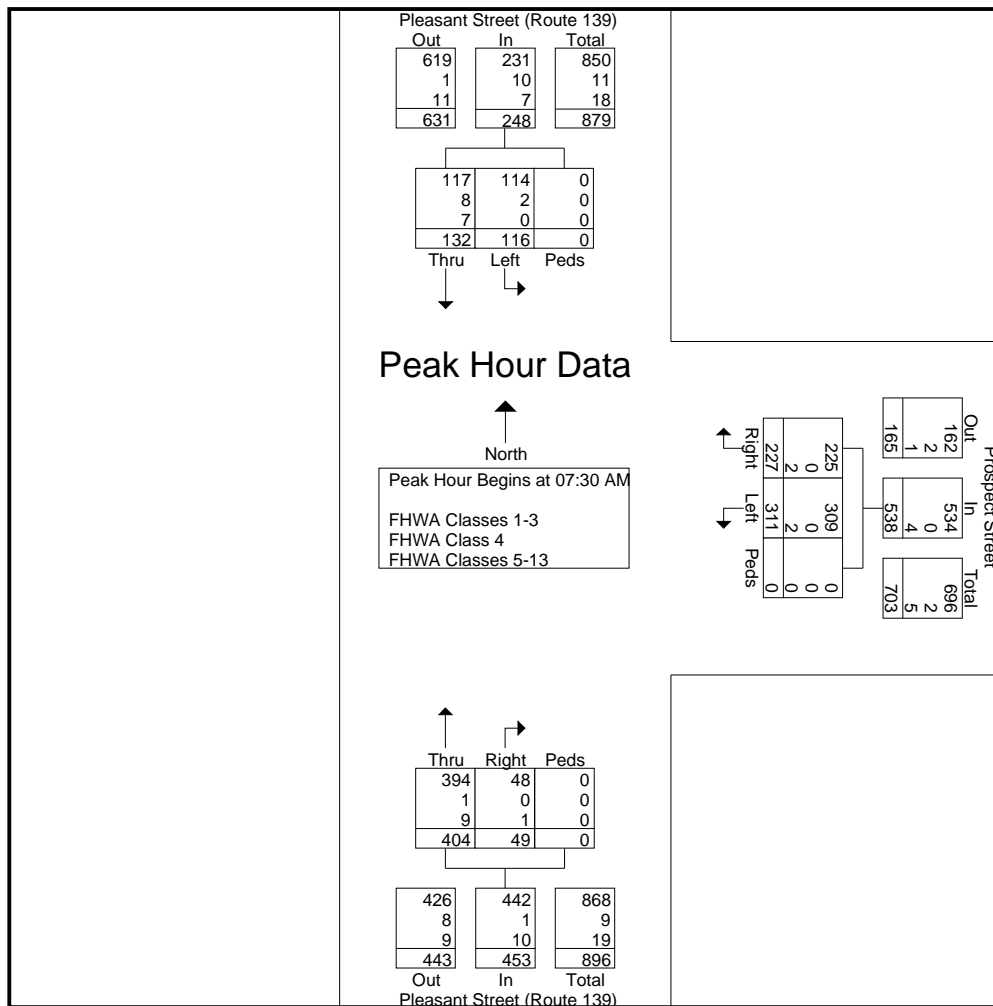 Pleasant Street (Route 139)
Out In Total
619 231 850
1 10 11
11 7 18
631 248 879
117 114 0
8 2 0
7 0 0
132 116 0
Thru Left Peds
Peak Hour Data
North
Peak Hour Begins at 07:30 AM
FHWA Classes 1-3
FHWA Class 4
FHWA Classes 5-13
Prospect Street
Out In Total
162 534 696
2 0 2
1 4 5
165 538 703
225 309 0
0 0 0
2 2 0
227 311 0
Right Left Peds
Thru Right Peds
394 48 0
1 0 0
9 1 0
404 49 0
426 442 868
8 1 9
9 10 19
443 453 896
Out In Total
Pleasant Street (Route 139)